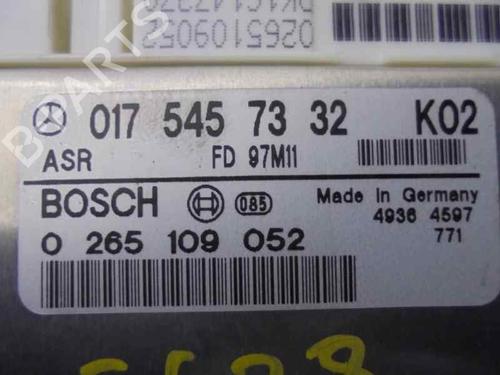 0265109052
017 545 73 32 K02
ASR FD 97M11
BOSCH 085 Made in Germany
4936 4597
0 265 109 052 771
B PARTS